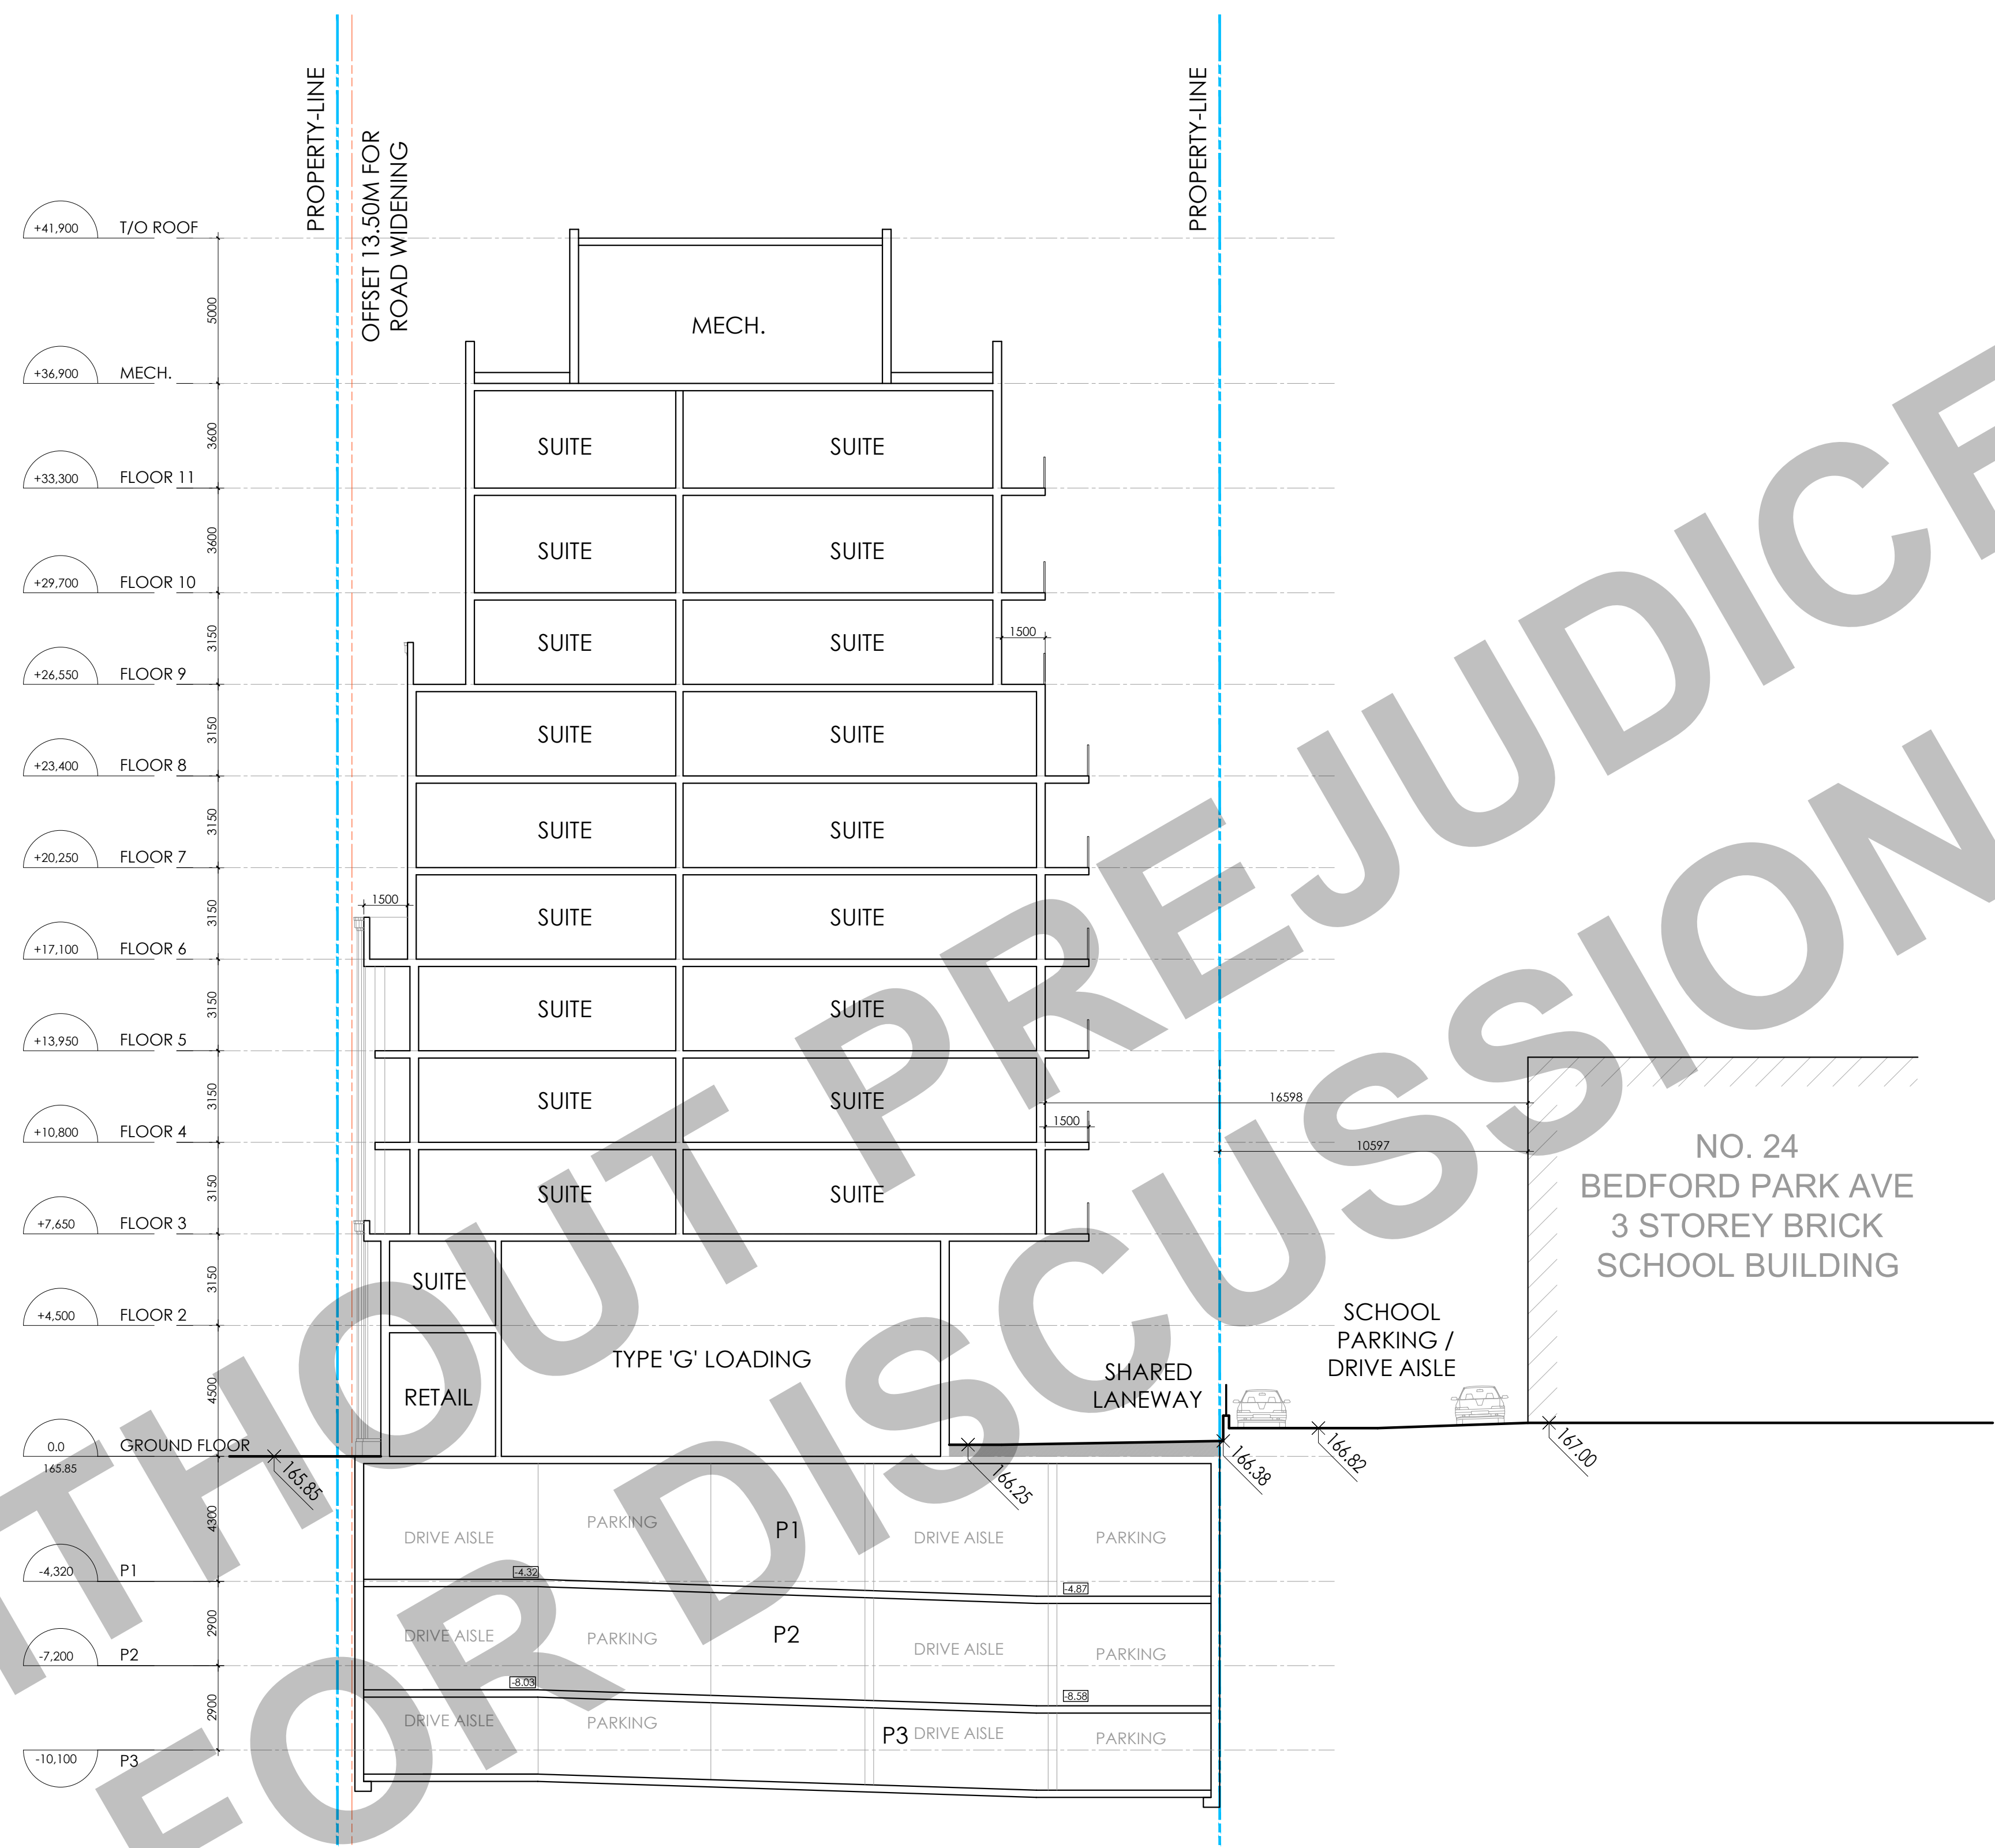 PROPERTY-LINE
OFFSET 13.50M FOR
ROAD WIDENING
PROPERTY-LINE
+41,900 T/O ROOF
5000
MECH.
+36,900 MECH.
3600
SUITE SUITE
+33,300 FLOOR 11
3600
SUITE SUITE
+29,700 FLOOR 10
3150
SUITE SUITE
1500
+26,550 FLOOR 9
3150
SUITE SUITE
+23,400 FLOOR 8
3150
SUITE SUITE
+20,250 FLOOR 7
3150
1500
SUITE SUITE
+17,100 FLOOR 6
3150
SUITE SUITE
+13,950 FLOOR 5
3150
SUITE SUITE
16598
1500
+10,800 FLOOR 4
10597
3150
SUITE SUITE
+7,650 FLOOR 3
NO. 24
BEDFORD PARK AVE
3 STOREY BRICK
SCHOOL BUILDING
3150
SUITE
+4,500 FLOOR 2
4500
TYPE 'G' LOADING
RETAIL
SHARED
LANEWAY
SCHOOL
PARKING /
DRIVE AISLE
0.0 GROUND FLOOR
165.85
165.85
166.25
166.38
166.82
167.00
4300
DRIVE AISLE PARKING P1 DRIVE AISLE PARKING
-4,320 P1
-4.32
-4.87
2900
DRIVE AISLE PARKING P2 DRIVE AISLE PARKING
-7,200 P2
-8.03
-8.58
2900
DRIVE AISLE PARKING P3 DRIVE AISLE PARKING
-10,100 P3
THOUT PREJUDICE
FOR DISCUSSION